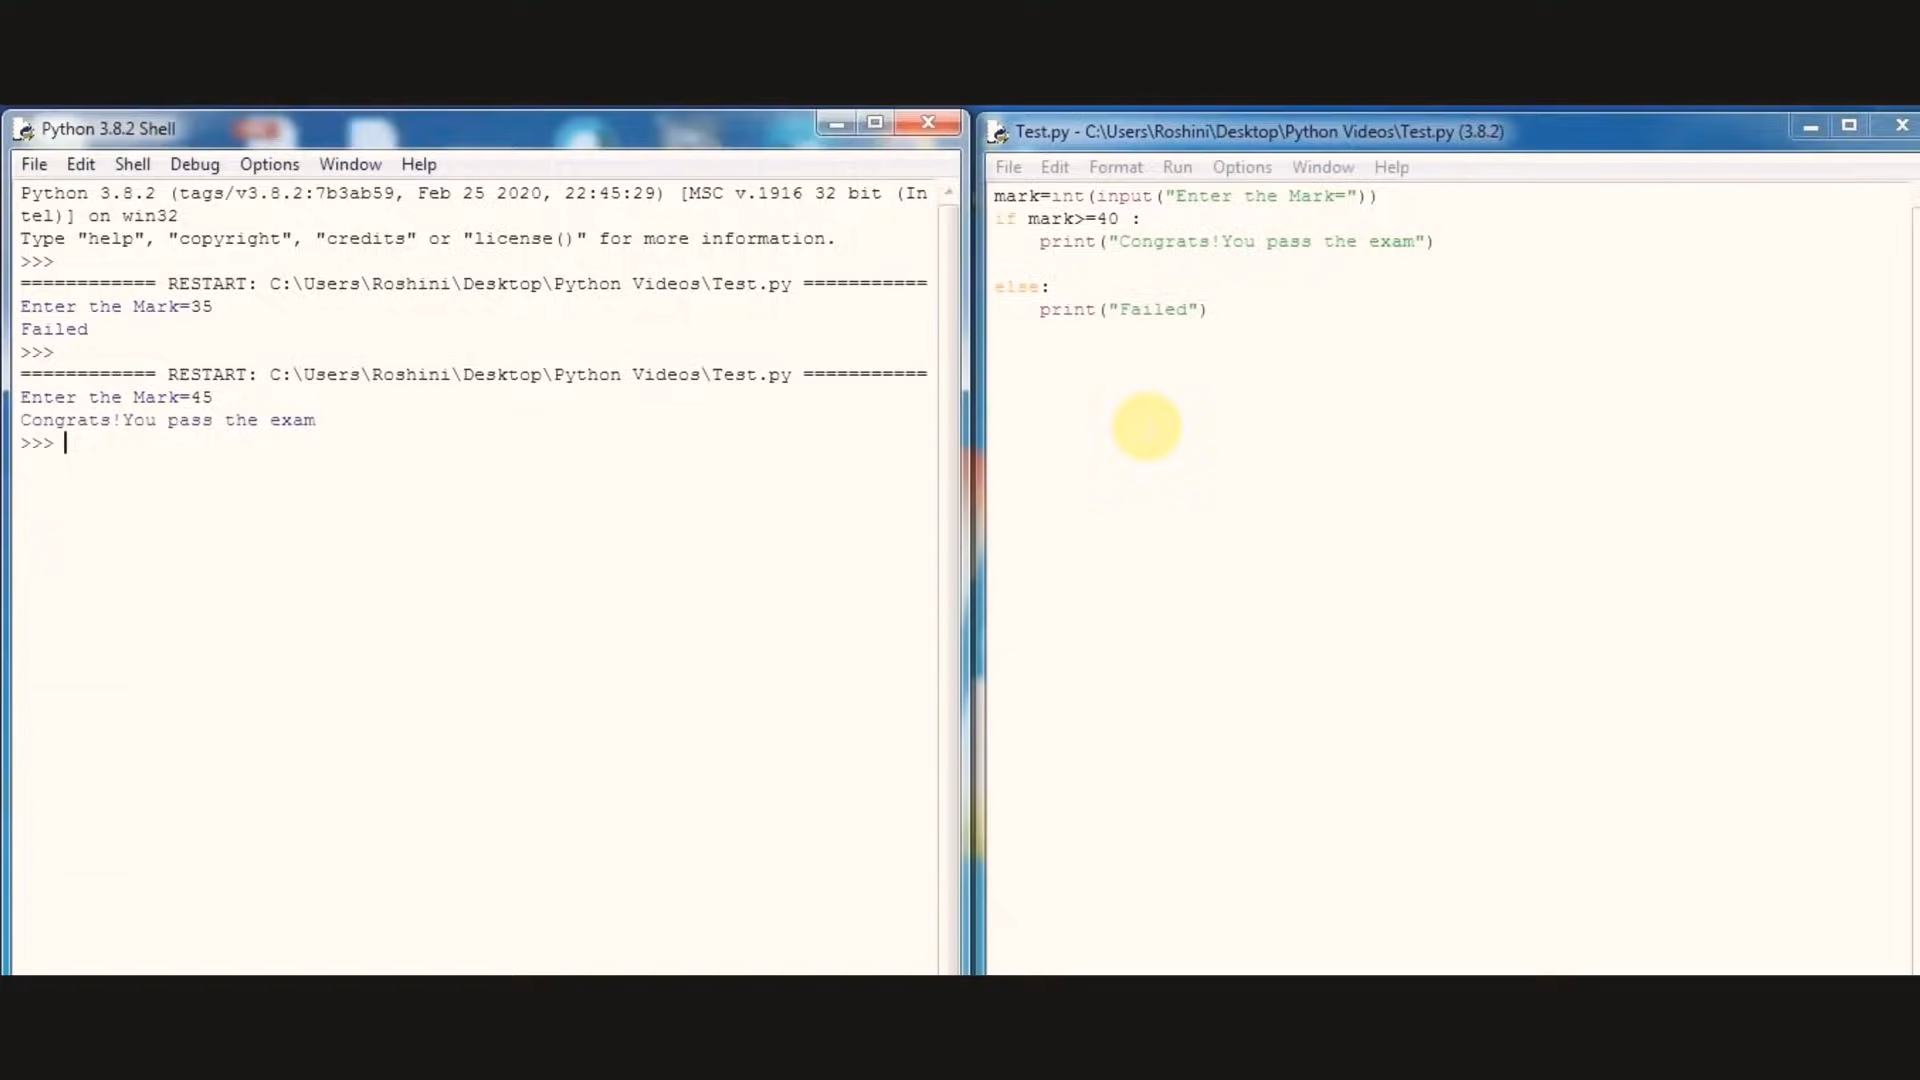 Python 3.8.2 Shell
File Edit Shell Debug Options Window Help
Python 3.8.2 (tags/v3.8.2:7b3ab59, Feb 25 2020, 22:45:29) [MSC v.1916 32 bit (In
tel)] on win32
Type "help", "copyright", "credits" or "license()" for more information.
>>>
============ RESTART: C:\Users\Roshini\Desktop\Python Videos\Test.py ===========
Enter the Mark=35
Failed
>>>
============ RESTART: C:\Users\Roshini\Desktop\Python Videos\Test.py ===========
Enter the Mark=45
Congrats!You pass the exam
>>>
Test.py - C:\Users\Roshini\Desktop\Python Videos\Test.py (3.8.2)
File Edit Format Run Options Window Help
mark=int(input("Enter the Mark="))
if mark>=40 :
    print("Congrats!You pass the exam")
else:
    print("Failed")